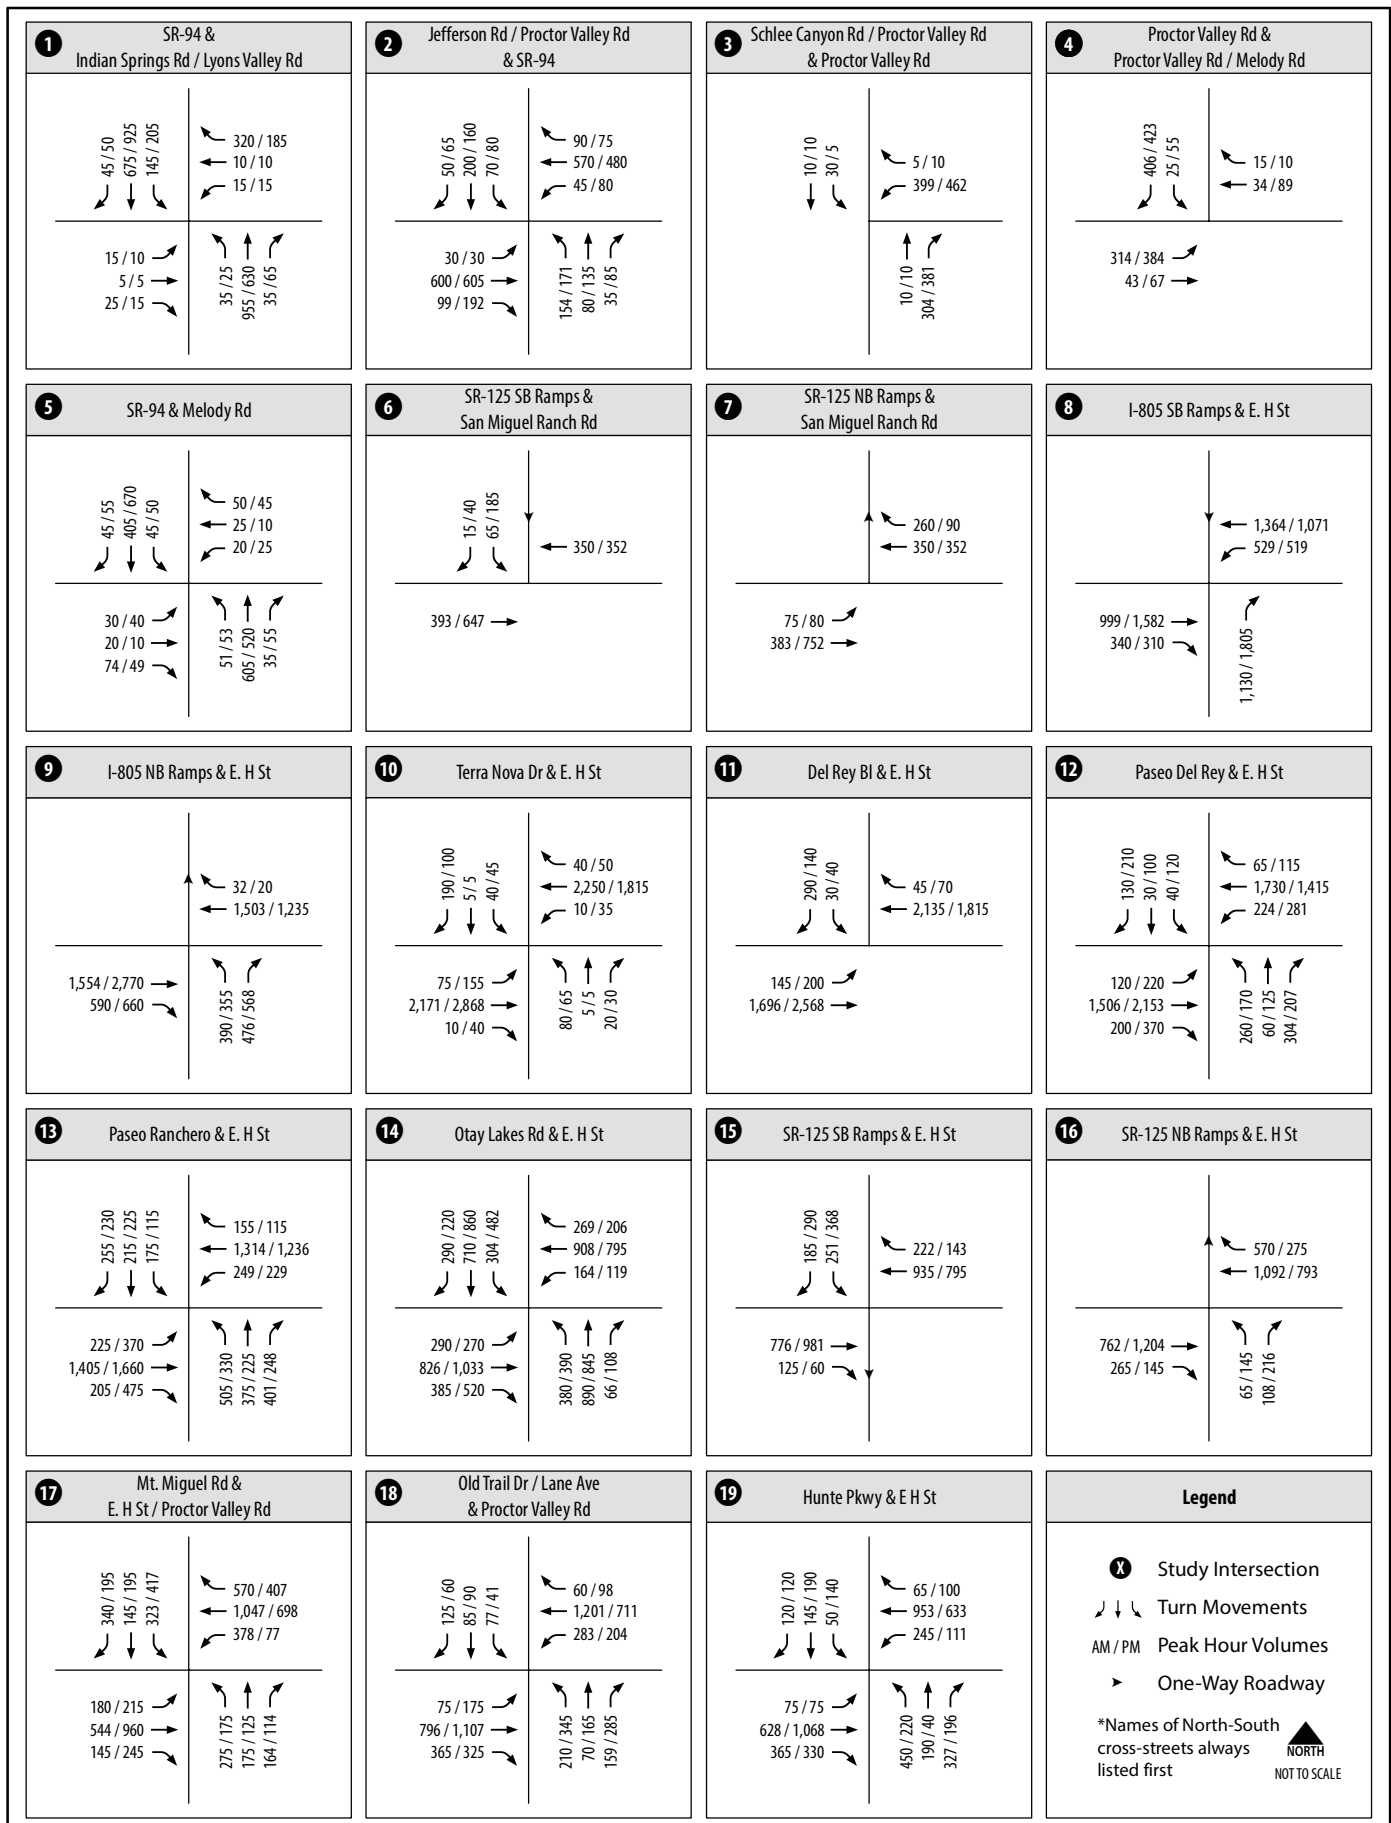 1
SR-94 &
Indian Springs Rd / Lyons Valley Rd
45 / 50
675 / 925
145 / 205
320 / 185
10 / 10
15 / 15
15 / 10
5 / 5
25 / 15
35 / 25
955 / 630
35 / 65
2
Jefferson Rd / Proctor Valley Rd
& SR-94
50 / 65
200 / 160
70 / 80
90 / 75
570 / 480
45 / 80
30 / 30
600 / 605
99 / 192
154 / 171
80 / 135
35 / 85
3
Schlee Canyon Rd / Proctor Valley Rd
& Proctor Valley Rd
10 / 10
30 / 5
5 / 10
399 / 462
10 / 10
304 / 381
4
Proctor Valley Rd &
Proctor Valley Rd / Melody Rd
406 / 423
25 / 55
15 / 10
34 / 89
314 / 384
43 / 67
5
SR-94 & Melody Rd
45 / 55
405 / 670
45 / 50
50 / 45
25 / 10
20 / 25
30 / 40
20 / 10
74 / 49
51 / 53
605 / 520
35 / 55
6
SR-125 SB Ramps &
San Miguel Ranch Rd
15 / 40
65 / 185
350 / 352
393 / 647
7
SR-125 NB Ramps &
San Miguel Ranch Rd
260 / 90
350 / 352
75 / 80
383 / 752
8
I-805 SB Ramps & E. H St
1,364 / 1,071
529 / 519
999 / 1,582
340 / 310
1,130 / 1,805
9
I-805 NB Ramps & E. H St
32 / 20
1,503 / 1,235
1,554 / 2,770
590 / 660
390 / 355
476 / 568
10
Terra Nova Dr & E. H St
190 / 100
5 / 5
40 / 45
40 / 50
2,250 / 1,815
10 / 35
75 / 155
2,171 / 2,868
10 / 40
80 / 65
5 / 5
20 / 30
11
Del Rey Bl & E. H St
290 / 140
30 / 40
45 / 70
2,135 / 1,815
145 / 200
1,696 / 2,568
12
Paseo Del Rey & E. H St
130 / 210
30 / 100
40 / 120
65 / 115
1,730 / 1,415
224 / 281
120 / 220
1,506 / 2,153
200 / 370
260 / 170
60 / 125
304 / 207
13
Paseo Ranchero & E. H St
255 / 230
215 / 225
175 / 115
155 / 115
1,314 / 1,236
249 / 229
225 / 370
1,405 / 1,660
205 / 475
505 / 330
375 / 225
401 / 248
14
Otay Lakes Rd & E. H St
290 / 220
710 / 860
304 / 482
269 / 206
908 / 795
164 / 119
290 / 270
826 / 1,033
385 / 520
380 / 390
890 / 845
66 / 108
15
SR-125 SB Ramps & E. H St
185 / 290
251 / 368
222 / 143
935 / 795
776 / 981
125 / 60
16
SR-125 NB Ramps & E. H St
570 / 275
1,092 / 793
762 / 1,204
265 / 145
65 / 145
108 / 216
17
Mt. Miguel Rd &
E. H St / Proctor Valley Rd
340 / 195
145 / 195
323 / 417
570 / 407
1,047 / 698
378 / 77
180 / 215
544 / 960
145 / 245
275 / 175
175 / 125
164 / 114
18
Old Trail Dr / Lane Ave
& Proctor Valley Rd
125 / 60
85 / 90
77 / 41
60 / 98
1,201 / 711
283 / 204
75 / 175
796 / 1,107
365 / 325
210 / 345
70 / 165
159 / 285
19
Hunte Pkwy & E H St
120 / 120
145 / 190
50 / 140
65 / 100
953 / 633
245 / 111
75 / 75
628 / 1,068
365 / 330
450 / 220
190 / 40
327 / 196
Legend
X Study Intersection
Turn Movements
AM / PM Peak Hour Volumes
One-Way Roadway
*Names of North-South
cross-streets always
listed first
NORTH
NOT TO SCALE